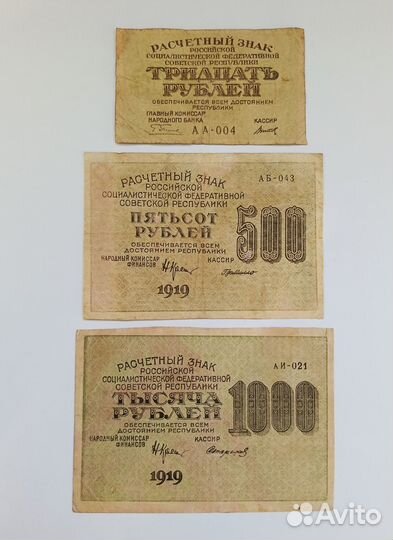 РАСЧЕТНЫЙ ЗНАК
РОССИЙСКОЙ
СОЦИАЛИСТИЧЕСКОЙ ФЕДЕРАТИВНОЙ
СОВЕТСКОЙ РЕСПУБЛИКИ
ТРИДЦАТЬ
РУБЛЕЙ
ОБЕСПЕЧИВАЕТСЯ ВСЕМ ДОСТОЯНИЕМ
РЕСПУБЛИКИ
ГЛАВНЫЙ КОМИССАР
НАРОДНОГО БАНКА
КАССИР
АА-004
РАСЧЕТНЫЙ ЗНАК
АБ-043
РОССИЙСКОЙ
СОЦИАЛИСТИЧЕСКОЙ ФЕДЕРАТИВНОЙ
СОВЕТСКОЙ РЕСПУБЛИКИ
ПЯТЬСОТ
РУБЛЕЙ
500
ОБЕСПЕЧИВАЕТСЯ ВСЕМ
ДОСТОЯНИЕМ РЕСПУБЛИКИ
НАРОДНЫЙ КОМИССАР
ФИНАНСОВ
КАССИР
1919
РАСЧЕТНЫЙ ЗНАК
АИ-021
РОССИЙСКОЙ
СОЦИАЛИСТИЧЕСКОЙ ФЕДЕРАТИВНОЙ
СОВЕТСКОЙ РЕСПУБЛИКИ
ТЫСЯЧА
РУБЛЕЙ
1000
ОБЕСПЕЧИВАЕТСЯ ВСЕМ
ДОСТОЯНИЕМ РЕСПУБЛИКИ
НАРОДНЫЙ КОМИССАР
ФИНАНСОВ
КАССИР
1919
Avito